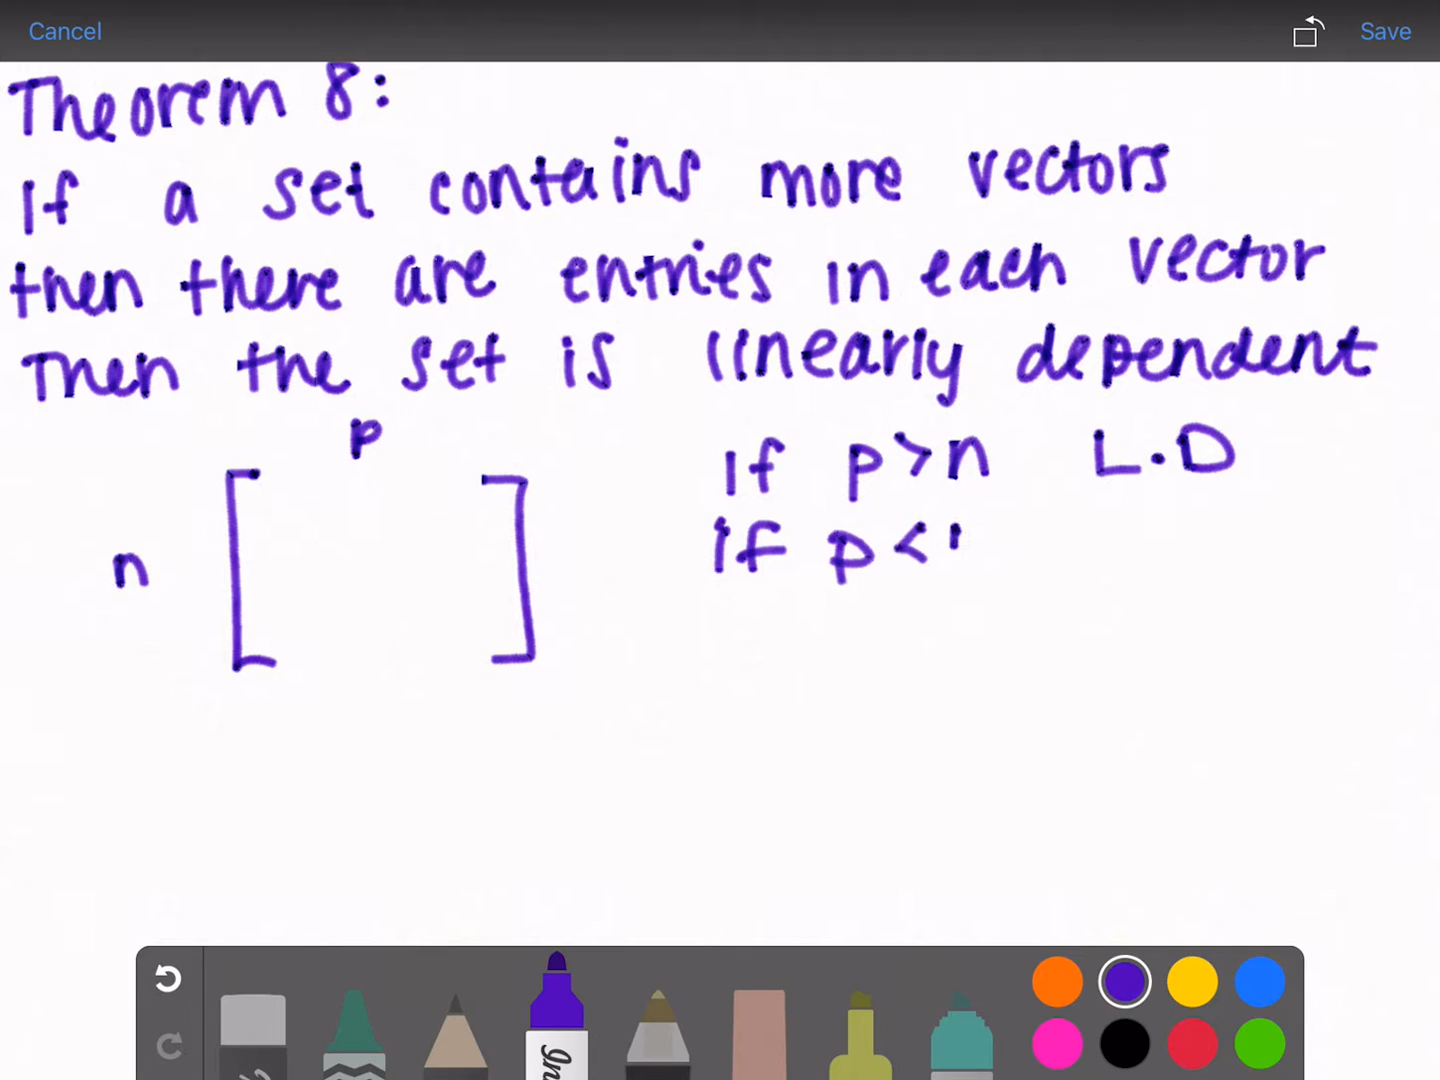 Cancel
Save
Theorem 8:
If a set contains more vectors
then there are entries in each vector
Then the set is linearly dependent
p
n
If p>n L.D
if p<